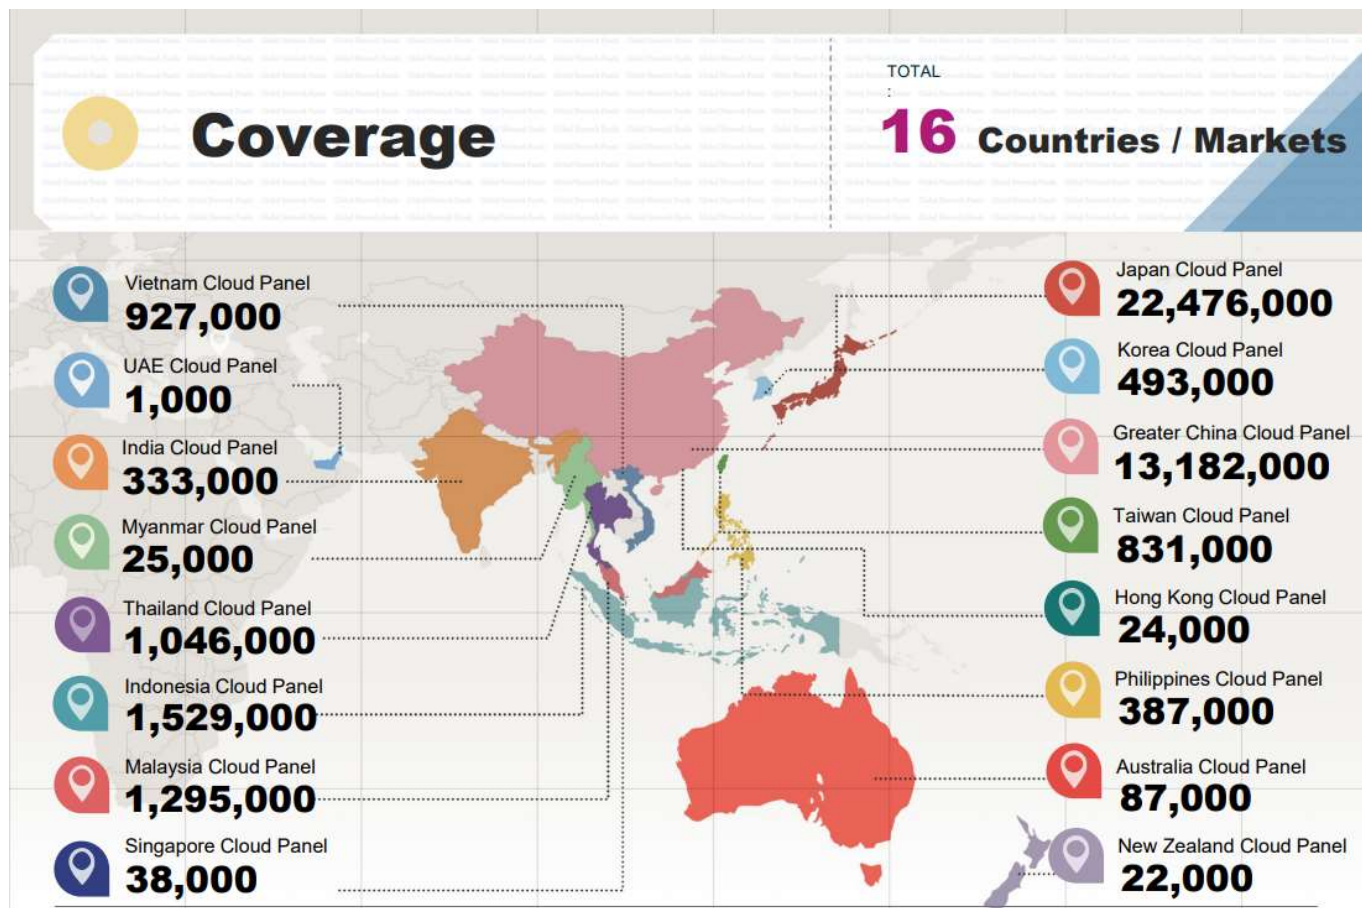 Coverage
TOTAL
:
16 Countries / Markets
Vietnam Cloud Panel
927,000
UAE Cloud Panel
1,000
India Cloud Panel
333,000
Myanmar Cloud Panel
25,000
Thailand Cloud Panel
1,046,000
Indonesia Cloud Panel
1,529,000
Malaysia Cloud Panel
1,295,000
Singapore Cloud Panel
38,000
Japan Cloud Panel
22,476,000
Korea Cloud Panel
493,000
Greater China Cloud Panel
13,182,000
Taiwan Cloud Panel
831,000
Hong Kong Cloud Panel
24,000
Philippines Cloud Panel
387,000
Australia Cloud Panel
87,000
New Zealand Cloud Panel
22,000